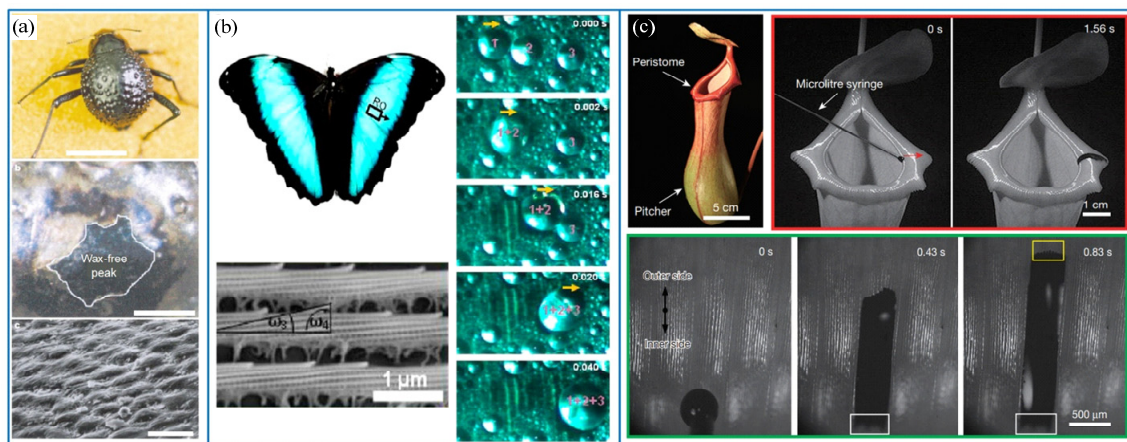 (a)
b
Wax-free
peak
c
(b)
RO
ω3
ω4
1 μm
0.000 s
1
2
3
0.002 s
1+2
3
0.016 s
1+2
3
0.020 s
1+2+3
0.040 s
1+2+3
(c)
Peristome
Pitcher
5 cm
0 s
Microlitre syringe
1.56 s
1 cm
0 s
Outer side
Inner side
0.43 s
0.83 s
500 μm